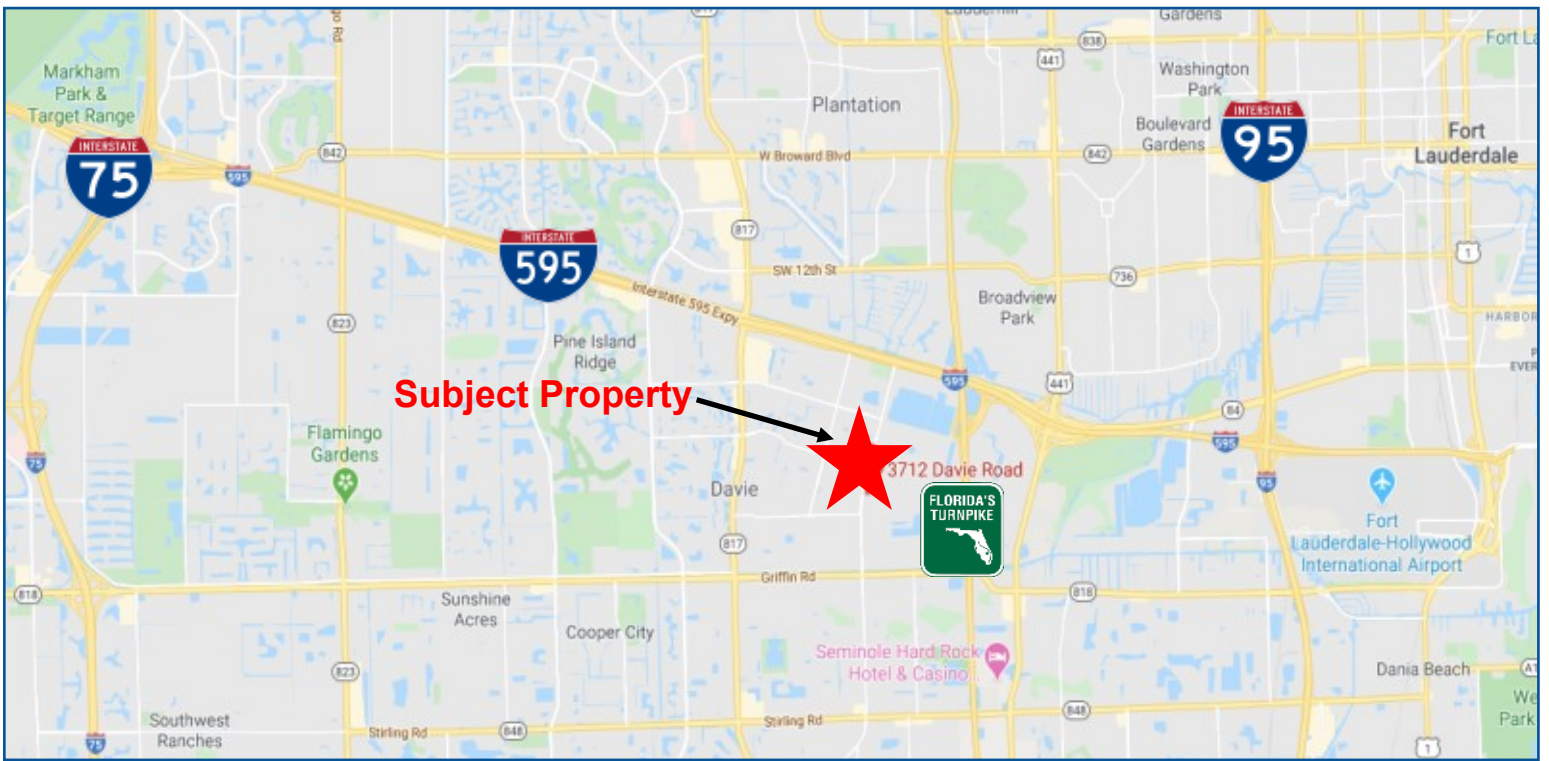 Gardens
838
441
Markham
Park &
Target Range
Washington
Park
Plantation
INTERSTATE
75
Boulevard
Gardens
INTERSTATE
95
Fort
Lauderdale
842
W Broward Blvd
842
595
817
INTERSTATE
595
1
SW 12th St
736
Interstate 595 Expy
Broadview
Park
823
Pine Island
Ridge
595
441
Subject Property
84
Flamingo
Gardens
595
75
3712 Davie Road
95
Davie
FLORIDA'S
TURNPIKE
Fort
Lauderdale-Hollywood
International Airport
817
Griffin Rd
818
818
Sunshine
Acres
Cooper City
Seminole Hard Rock
Hotel & Casino...
823
Dania Beach
Southwest
Ranches
Stirling Rd
848
Stirling Rd
848
75
1
Park